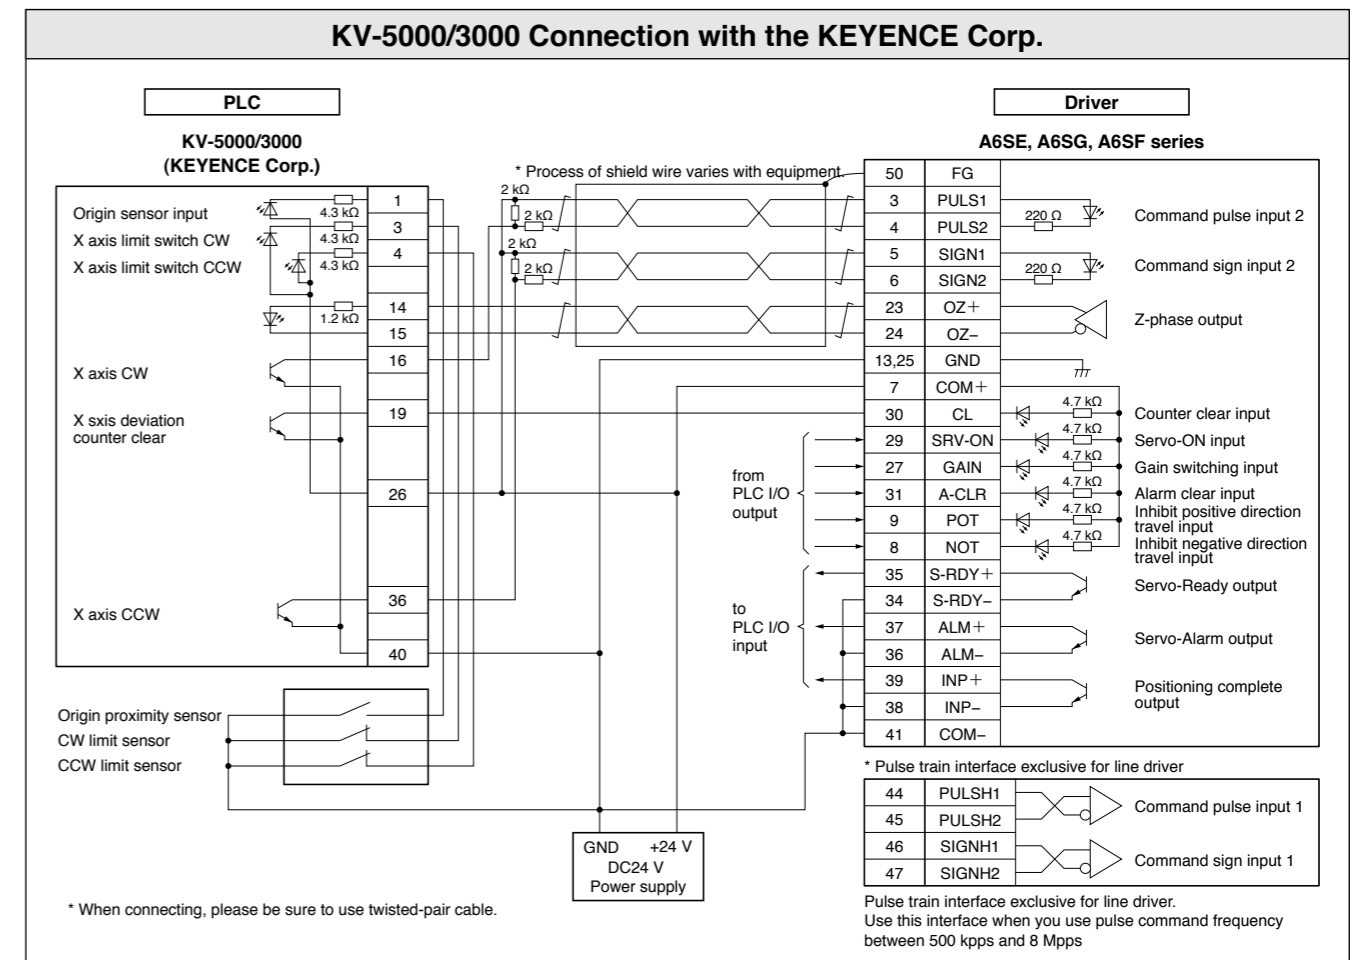 KV-5000/3000 Connection with the KEYENCE Corp.
PLC
Driver
KV-5000/3000
(KEYENCE Corp.)
A6SE, A6SG, A6SF series
* Process of shield wire varies with equipment.
Origin sensor input
X axis limit switch CW
X axis limit switch CCW
4.3 kΩ
4.3 kΩ
4.3 kΩ
1.2 kΩ
X axis CW
X sxis deviation
counter clear
X axis CCW
1
3
4
14
15
16
19
26
36
40
2 kΩ
2 kΩ
2 kΩ
2 kΩ
from
PLC I/O
output
to
PLC I/O
input
50 FG
3 PULS1
4 PULS2
5 SIGN1
6 SIGN2
23 OZ+
24 OZ−
13,25 GND
7 COM+
30 CL
29 SRV-ON
27 GAIN
31 A-CLR
9 POT
8 NOT
35 S-RDY+
34 S-RDY−
37 ALM+
36 ALM−
39 INP+
38 INP−
41 COM−
220 Ω
220 Ω
4.7 kΩ
4.7 kΩ
4.7 kΩ
4.7 kΩ
4.7 kΩ
4.7 kΩ
Command pulse input 2
Command sign input 2
Z-phase output
Counter clear input
Servo-ON input
Gain switching input
Alarm clear input
Inhibit positive direction
travel input
Inhibit negative direction
travel input
Servo-Ready output
Servo-Alarm output
Positioning complete
output
Origin proximity sensor
CW limit sensor
CCW limit sensor
GND +24 V
DC24 V
Power supply
* When connecting, please be sure to use twisted-pair cable.
* Pulse train interface exclusive for line driver
44 PULSH1
45 PULSH2
46 SIGNH1
47 SIGNH2
Command pulse input 1
Command sign input 1
Pulse train interface exclusive for line driver.
Use this interface when you use pulse command frequency
between 500 kpps and 8 Mpps